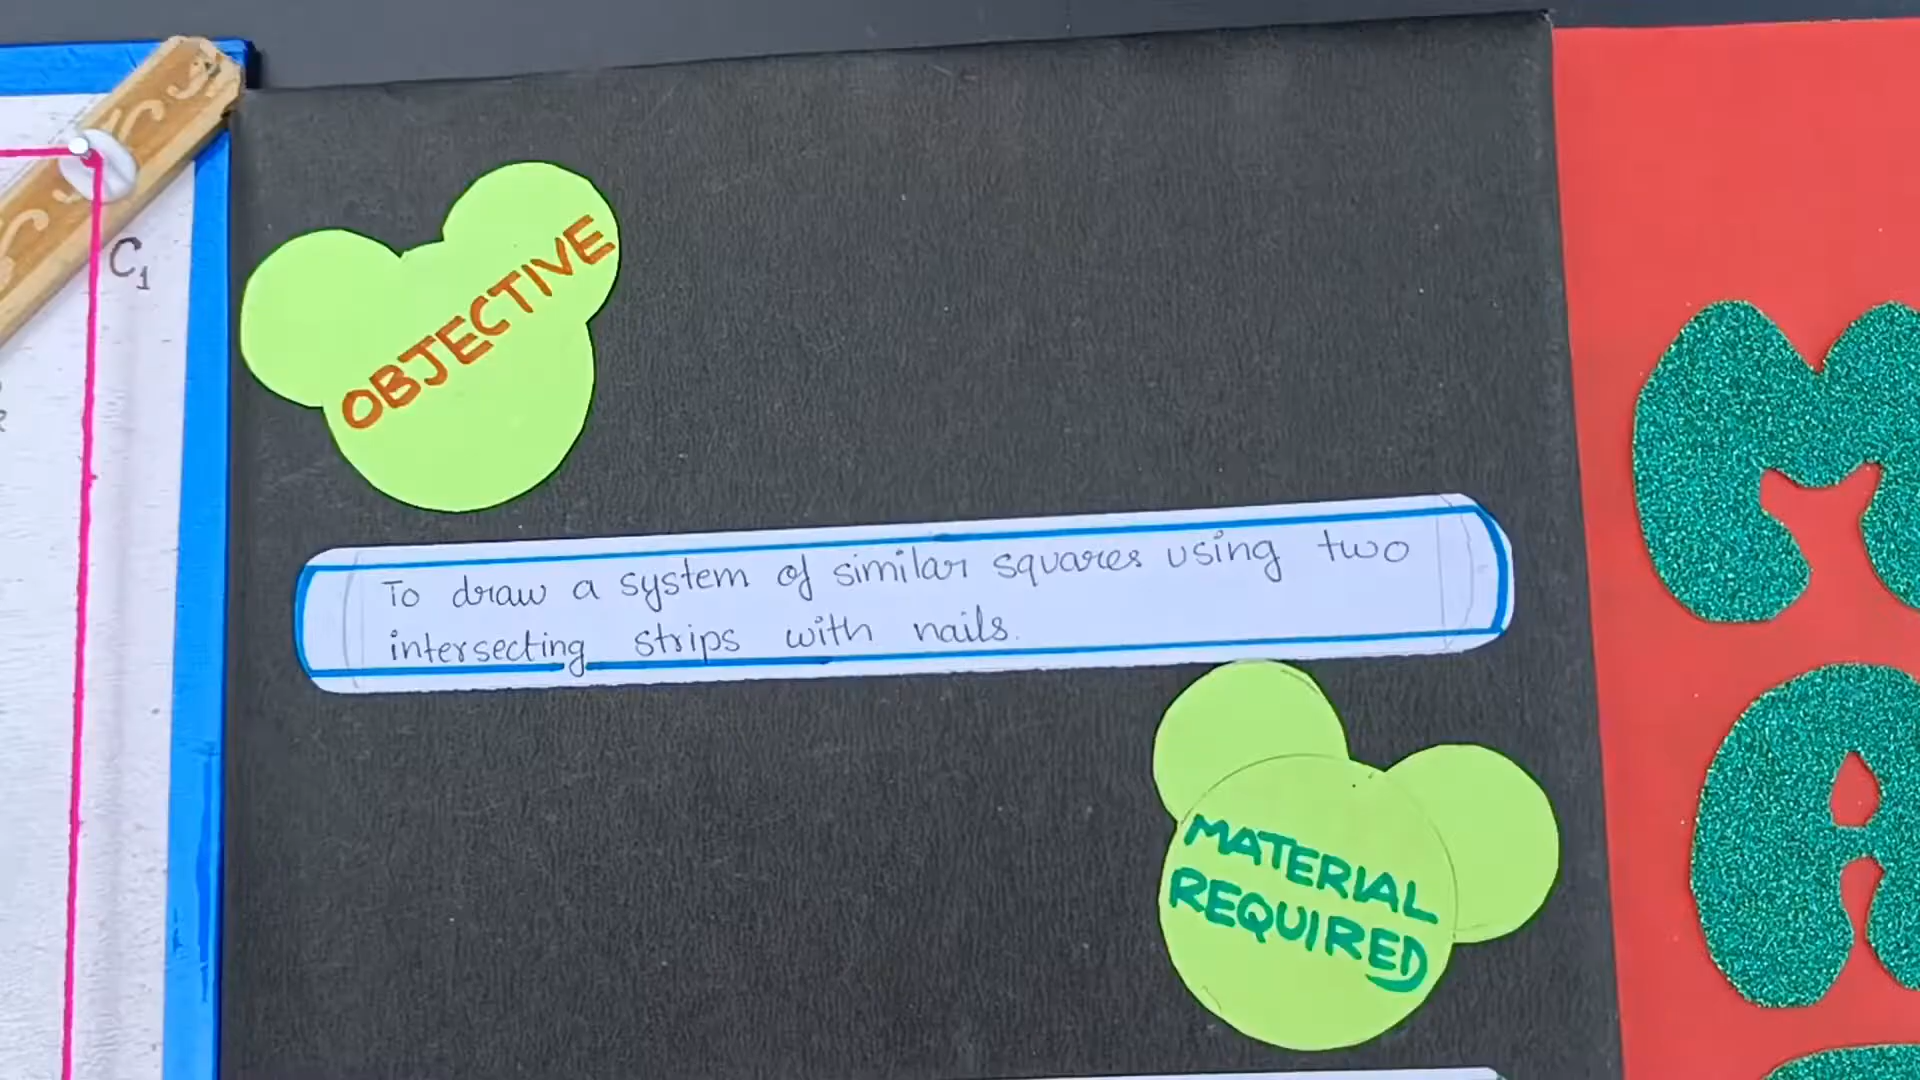 C1
OBJECTIVE
To draw a system of similar squares using two
intersecting strips with nails.
MATERIAL
REQUIRED
M
A